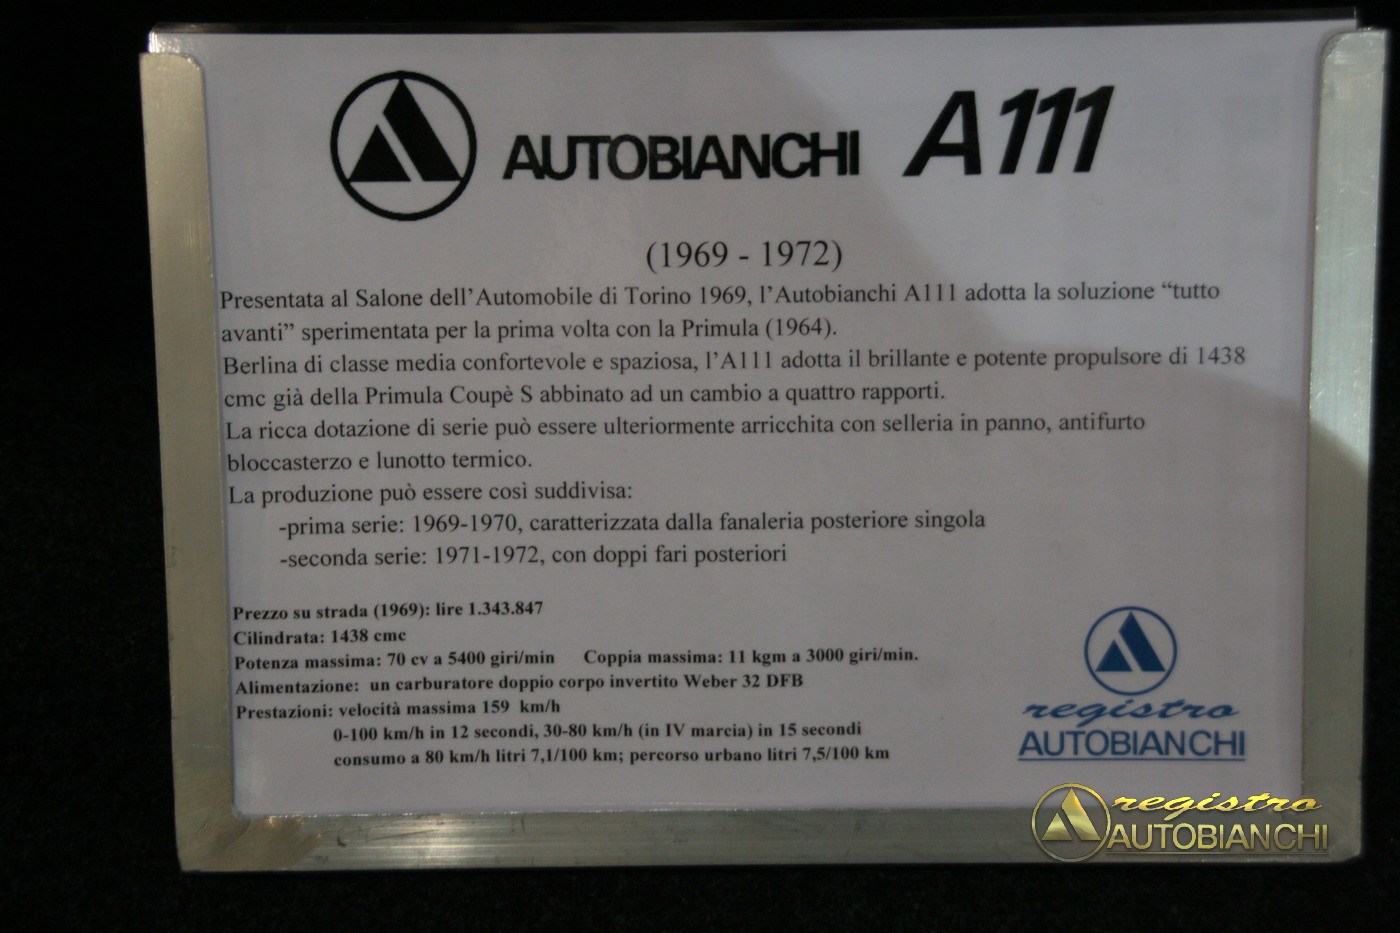 AUTOBIANCHI A111
(1969 - 1972)
Presentata al Salone dell'Automobile di Torino 1969, l'Autobianchi A111 adotta la soluzione "tutto
avanti" sperimentata per la prima volta con la Primula (1964).
Berlina di classe media confortevole e spaziosa, l'A111 adotta il brillante e potente propulsore di 1438
cmc già della Primula Coupè S abbinato ad un cambio a quattro rapporti.
La ricca dotazione di serie può essere ulteriormente arricchita con selleria in panno, antifurto
bloccasterzo e lunotto termico.
La produzione può essere così suddivisa:
-prima serie: 1969-1970, caratterizzata dalla fanaleria posteriore singola
-seconda serie: 1971-1972, con doppi fari posteriori
Prezzo su strada (1969): lire 1.343.847
Cilindrata: 1438 cmc
Potenza massima: 70 cv a 5400 giri/min Coppia massima: 11 kgm a 3000 giri/min.
Alimentazione: un carburatore doppio corpo invertito Weber 32 DFB
Prestazioni: velocità massima 159 km/h
0-100 km/h in 12 secondi, 30-80 km/h (in IV marcia) in 15 secondi
consumo a 80 km/h litri 7,1/100 km; percorso urbano litri 7,5/100 km
registro
AUTOBIANCHI
registro
AUTOBIANCHI